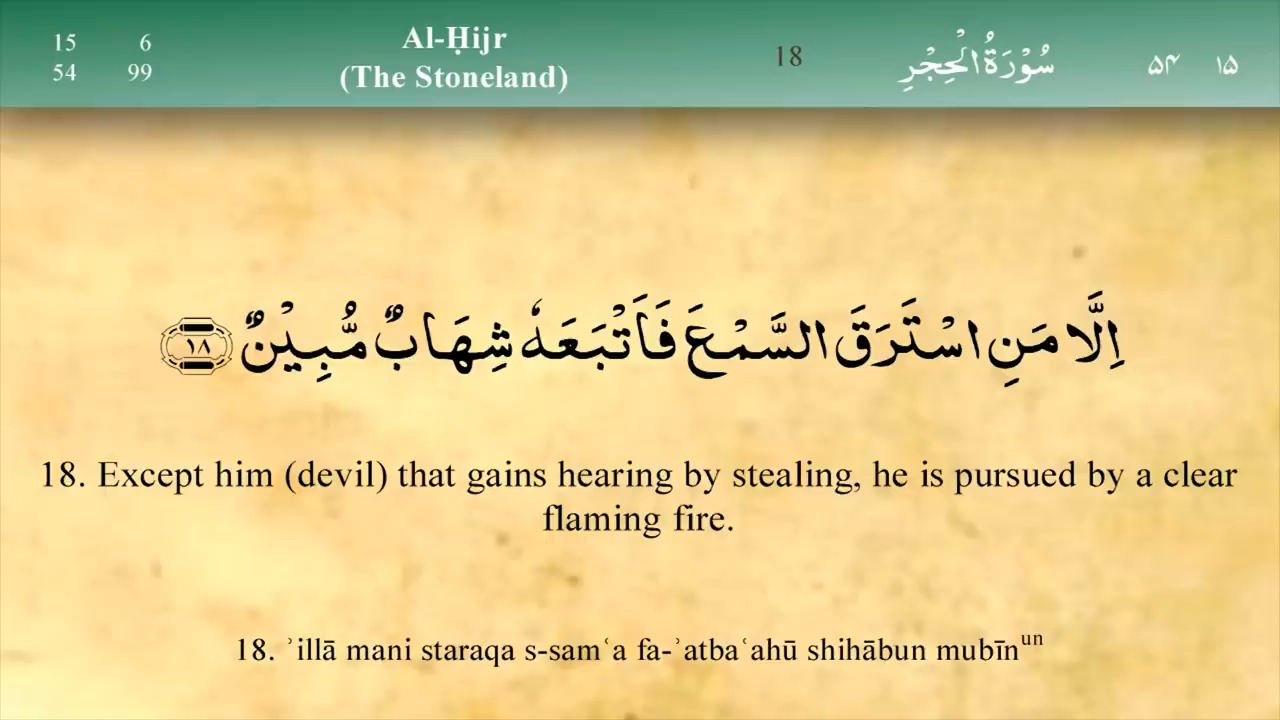 15 6
54 99
Al-Ḥijr
(The Stoneland)
18
سُوْرَةُ الْحِجْرِ
۵۴ ۱۵
اِلَّا مَنِ اسْتَرَقَ السَّمْعَ فَاَتْبَعَهٗ شِهَابٌ مُّبِيْنٌ ۱۸
18. Except him (devil) that gains hearing by stealing, he is pursued by a clear
flaming fire.
18. ʾillā mani staraqa s-samʿa fa-ʾatbaʿahū shihābun mubīnun